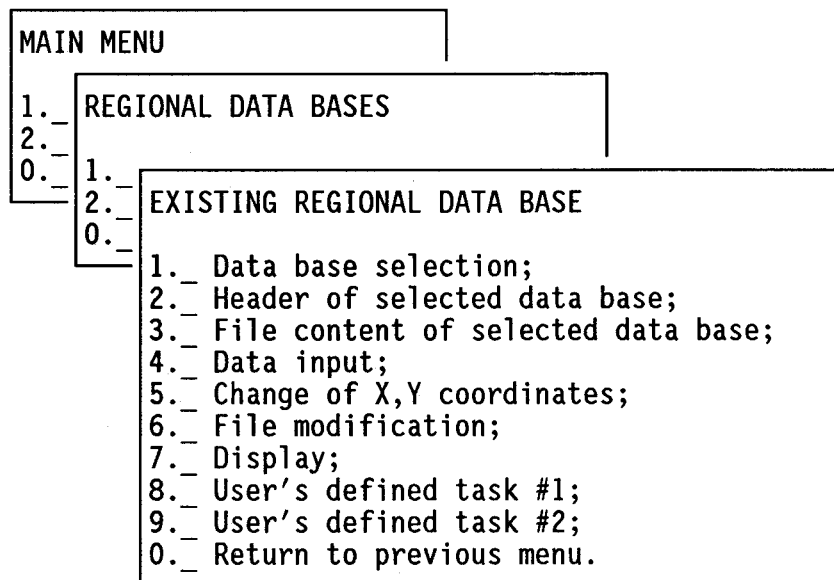 MAIN MENU
1._
2._
0._
REGIONAL DATA BASES
1._
2._
0._
EXISTING REGIONAL DATA BASE
1._ Data base selection;
2._ Header of selected data base;
3._ File content of selected data base;
4._ Data input;
5._ Change of X,Y coordinates;
6._ File modification;
7._ Display;
8._ User's defined task #1;
9._ User's defined task #2;
0._ Return to previous menu.